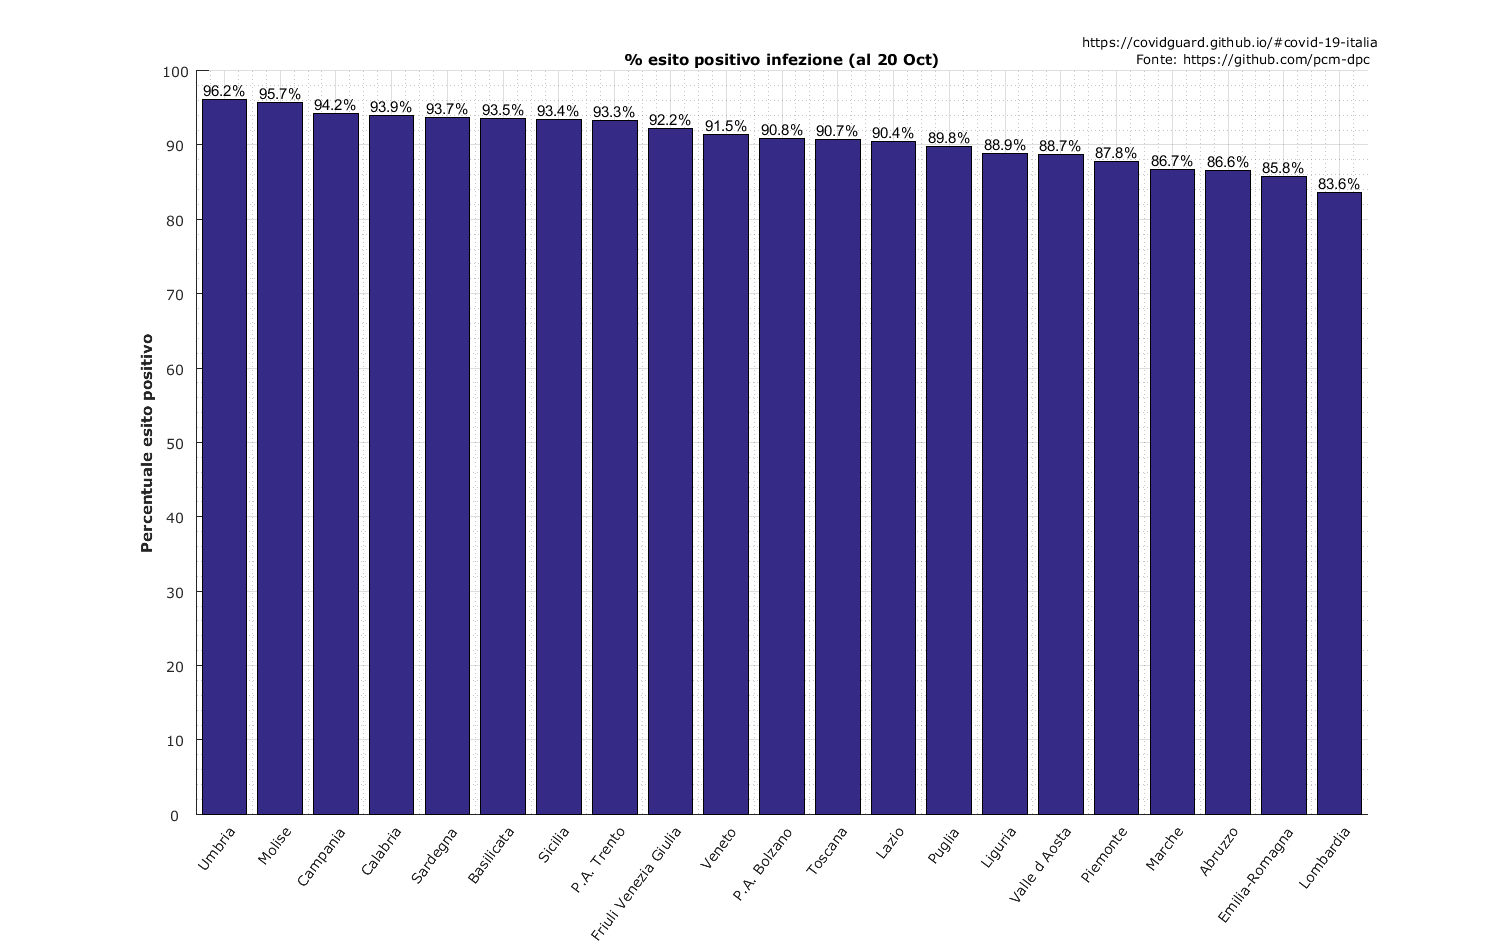 https://covidguard.github.io/#covid-19-italia
% esito positivo infezione (al 20 Oct)
Fonte: https://github.com/pcm-dpc
100
90
80
70
60
50
40
30
20
10
0
Percentuale esito positivo
96.2%
95.7%
94.2%
93.9%
93.7%
93.5%
93.4%
93.3%
92.2%
91.5%
90.8%
90.7%
90.4%
89.8%
88.9%
88.7%
87.8%
86.7%
86.6%
85.8%
83.6%
Umbria
Molise
Campania
Calabria
Sardegna
Basilicata
Sicilia
P.A. Trento
Friuli Venezia Giulia
Veneto
P.A. Bolzano
Toscana
Lazio
Puglia
Liguria
Valle d Aosta
Piemonte
Marche
Abruzzo
Emilia-Romagna
Lombardia